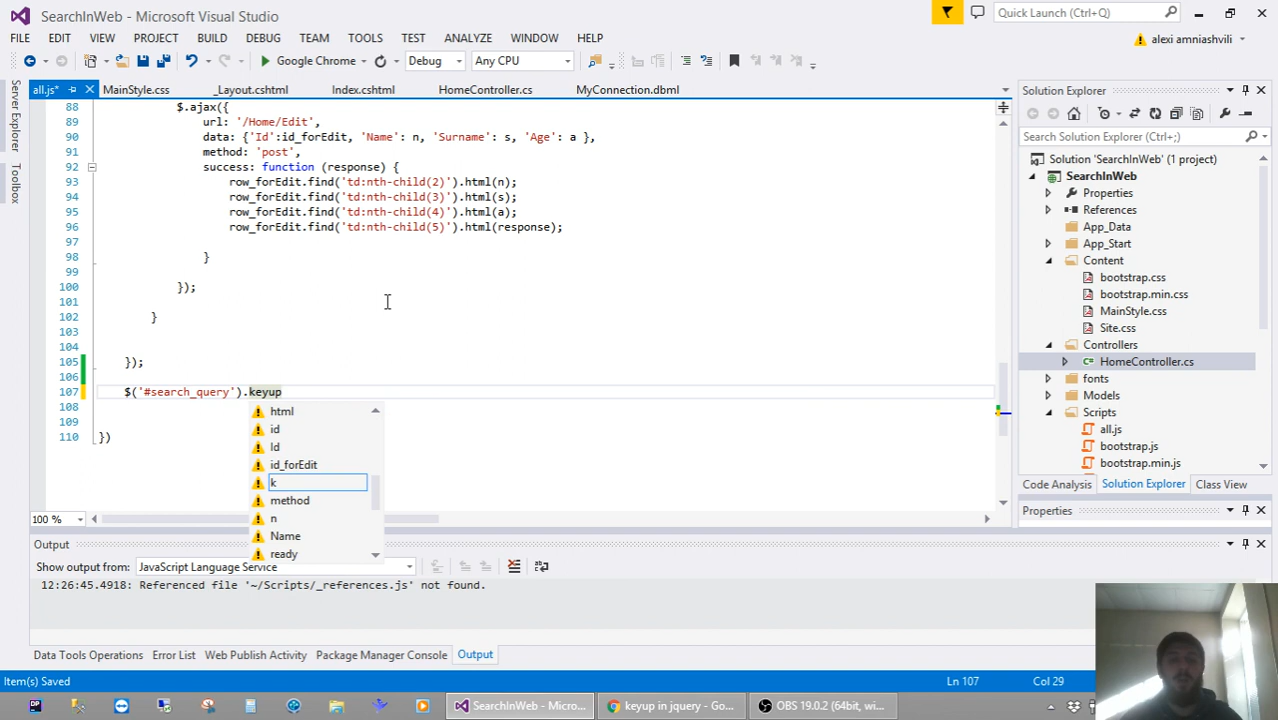 SearchInWeb - Microsoft Visual Studio
Quick Launch (Ctrl+Q)
FILE EDIT VIEW PROJECT BUILD DEBUG TEAM TOOLS TEST ANALYZE WINDOW HELP
alexi amniashvili
Google Chrome Debug Any CPU
all.js* MainStyle.css _Layout.cshtml Index.cshtml HomeController.cs MyConnection.dbml
Server Explorer
Toolbox
88 $.ajax({
89 url: '/Home/Edit',
90 data: {'Id':id_forEdit, 'Name': n, 'Surname': s, 'Age': a },
91 method: 'post',
92 success: function (response) {
93 row_forEdit.find('td:nth-child(2)').html(n);
94 row_forEdit.find('td:nth-child(3)').html(s);
95 row_forEdit.find('td:nth-child(4)').html(a);
96 row_forEdit.find('td:nth-child(5)').html(response);
97
98 }
99
100 });
101
102 }
103
104
105 });
106
107 $('#search_query').keyup
108
109
110 })
html
id
Id
id_forEdit
k
method
n
Name
ready
100 %
Solution Explorer
Search Solution Explorer (Ctrl+;)
Solution 'SearchInWeb' (1 project)
SearchInWeb
Properties
References
App_Data
App_Start
Content
bootstrap.css
bootstrap.min.css
MainStyle.css
Site.css
Controllers
C# HomeController.cs
fonts
Models
Scripts
all.js
bootstrap.js
bootstrap.min.js
Code Analysis Solution Explorer Class View
Properties
Output
Show output from: JavaScript Language Service
12:26:45.4918: Referenced file '~/Scripts/_references.js' not found.
Data Tools Operations Error List Web Publish Activity Package Manager Console Output
Item(s) Saved Ln 107 Col 29
DP SearchInWeb - Micro... keyup in jquery - Go... OBS 19.0.2 (64bit, wi...